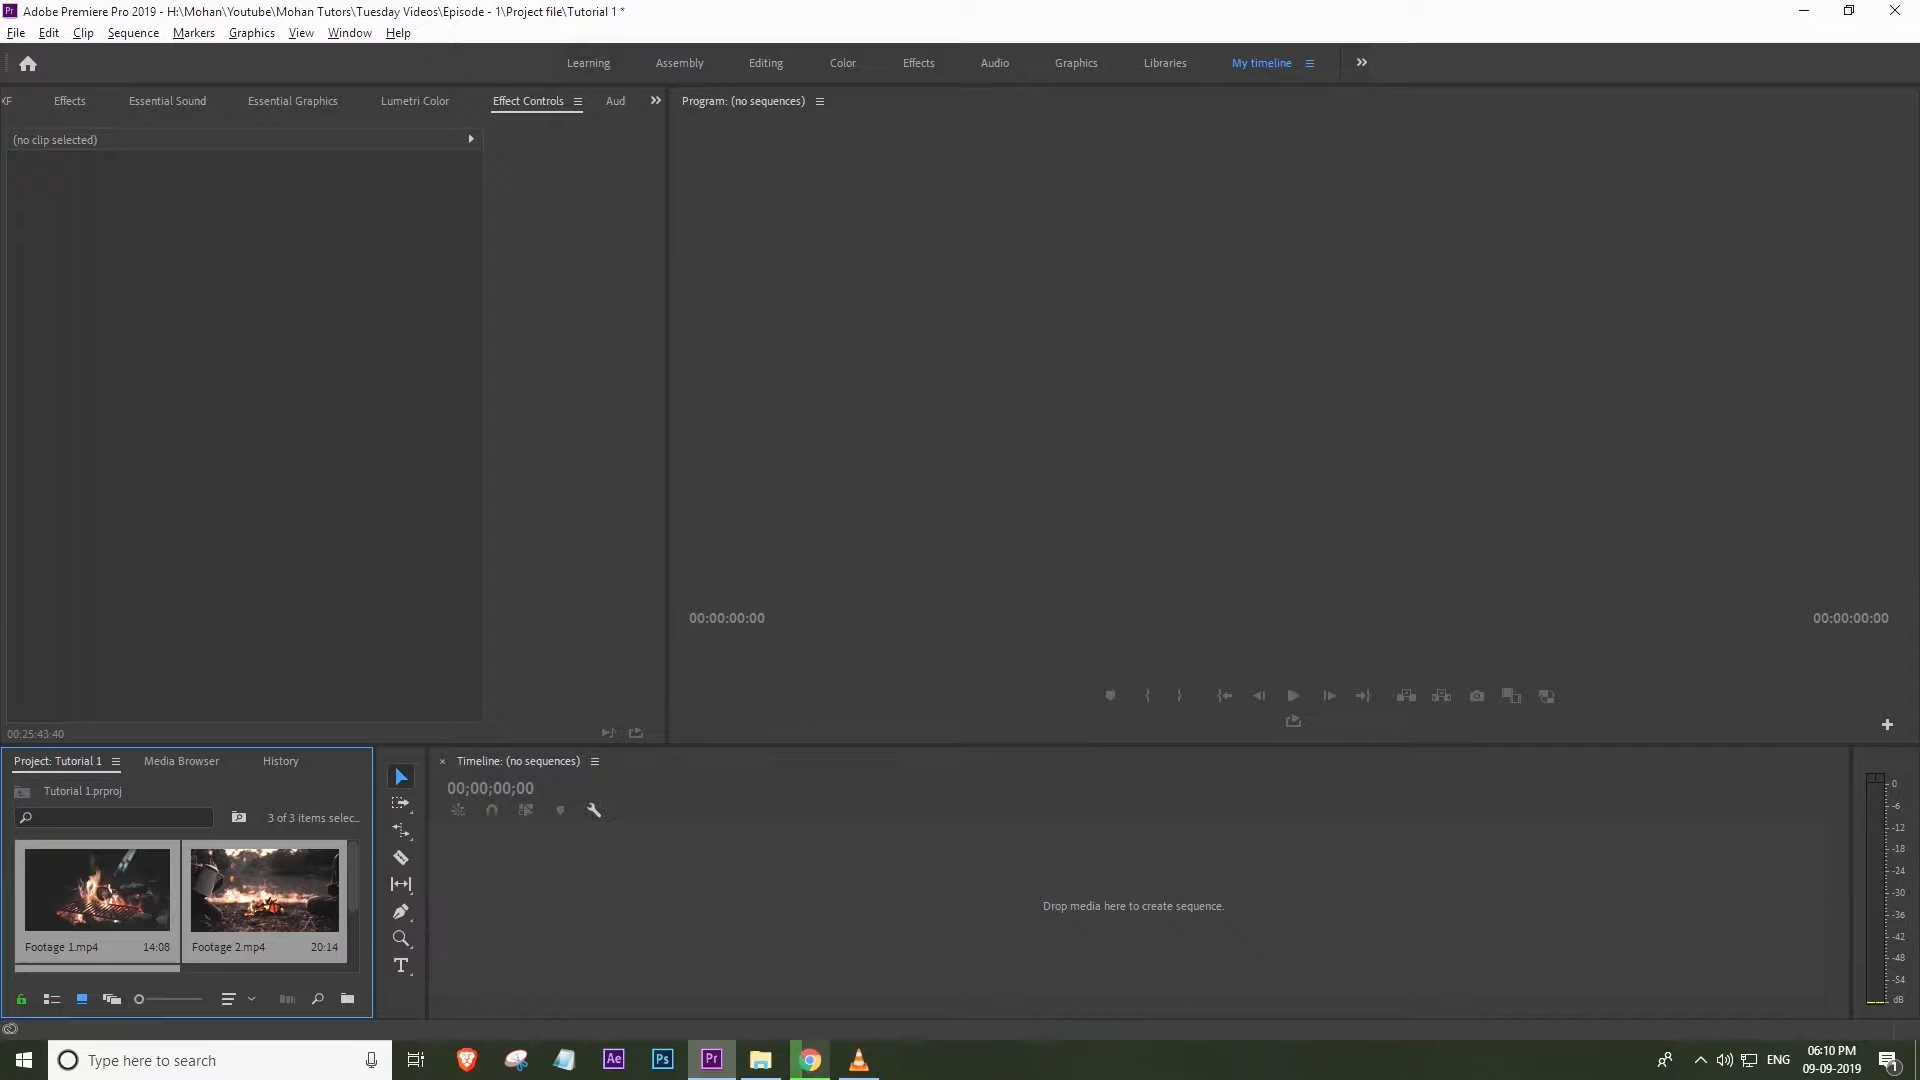 Pr Adobe Premiere Pro 2019 - H:\Mohan\Youtube\Mohan Tutors\Tuesday Videos\Episode - 1\Project file\Tutorial 1 *
File Edit Clip Sequence Markers Graphics View Window Help
Learning Assembly Editing Color Effects Audio Graphics Libraries My timeline
XF Effects Essential Sound Essential Graphics Lumetri Color Effect Controls Aud
Program: (no sequences)
(no clip selected)
00:00:00:00
00:00:00:00
00:25:43:40
Project: Tutorial 1 Media Browser History
Tutorial 1.prproj
3 of 3 items selec...
Footage 1.mp4 14:08
Footage 2.mp4 20:14
T
× Timeline: (no sequences)
00;00;00;00
Drop media here to create sequence.
0
-6
-12
-18
-24
-30
-36
-42
-48
-54
dB
Type here to search
Ae
Ps
Pr
ENG
06:10 PM
09-09-2019
1